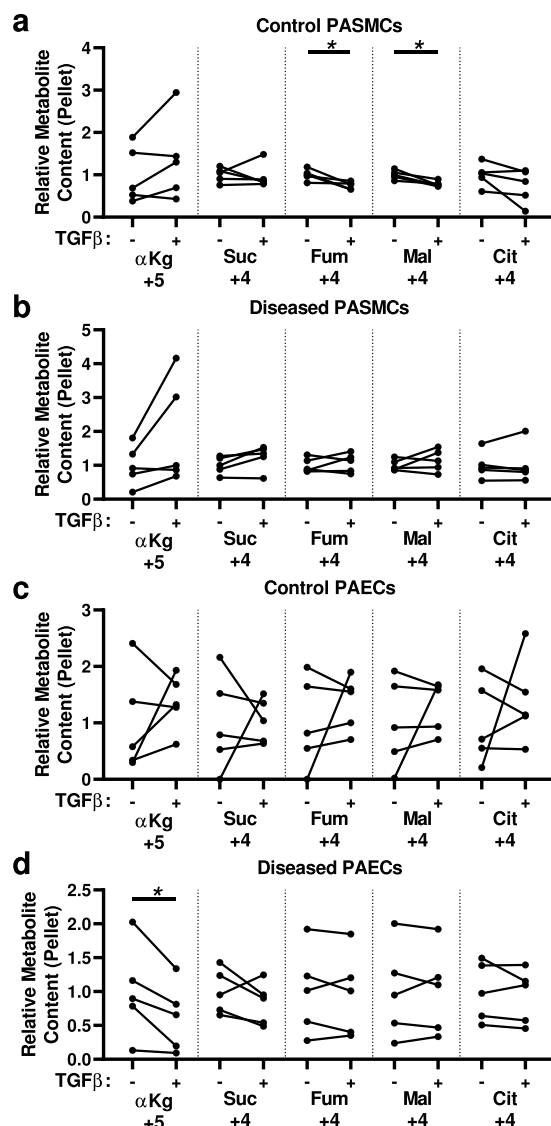 a
Control PASMCs
Relative Metabolite
Content (Pellet)
4
3
2
1
0
* *
TGFβ: - + - + - + - + - +
αKg Suc Fum Mal Cit
+5 +4 +4 +4 +4
b
Diseased PASMCs
Relative Metabolite
Content (Pellet)
5
4
3
2
1
0
TGFβ: - + - + - + - + - +
αKg Suc Fum Mal Cit
+5 +4 +4 +4 +4
c
Control PAECs
Relative Metabolite
Content (Pellet)
3
2
1
0
TGFβ: - + - + - + - + - +
αKg Suc Fum Mal Cit
+5 +4 +4 +4 +4
d
Diseased PAECs
Relative Metabolite
Content (Pellet)
2.5
2.0
1.5
1.0
0.5
0.0
*
TGFβ: - + - + - + - + - +
αKg Suc Fum Mal Cit
+5 +4 +4 +4 +4